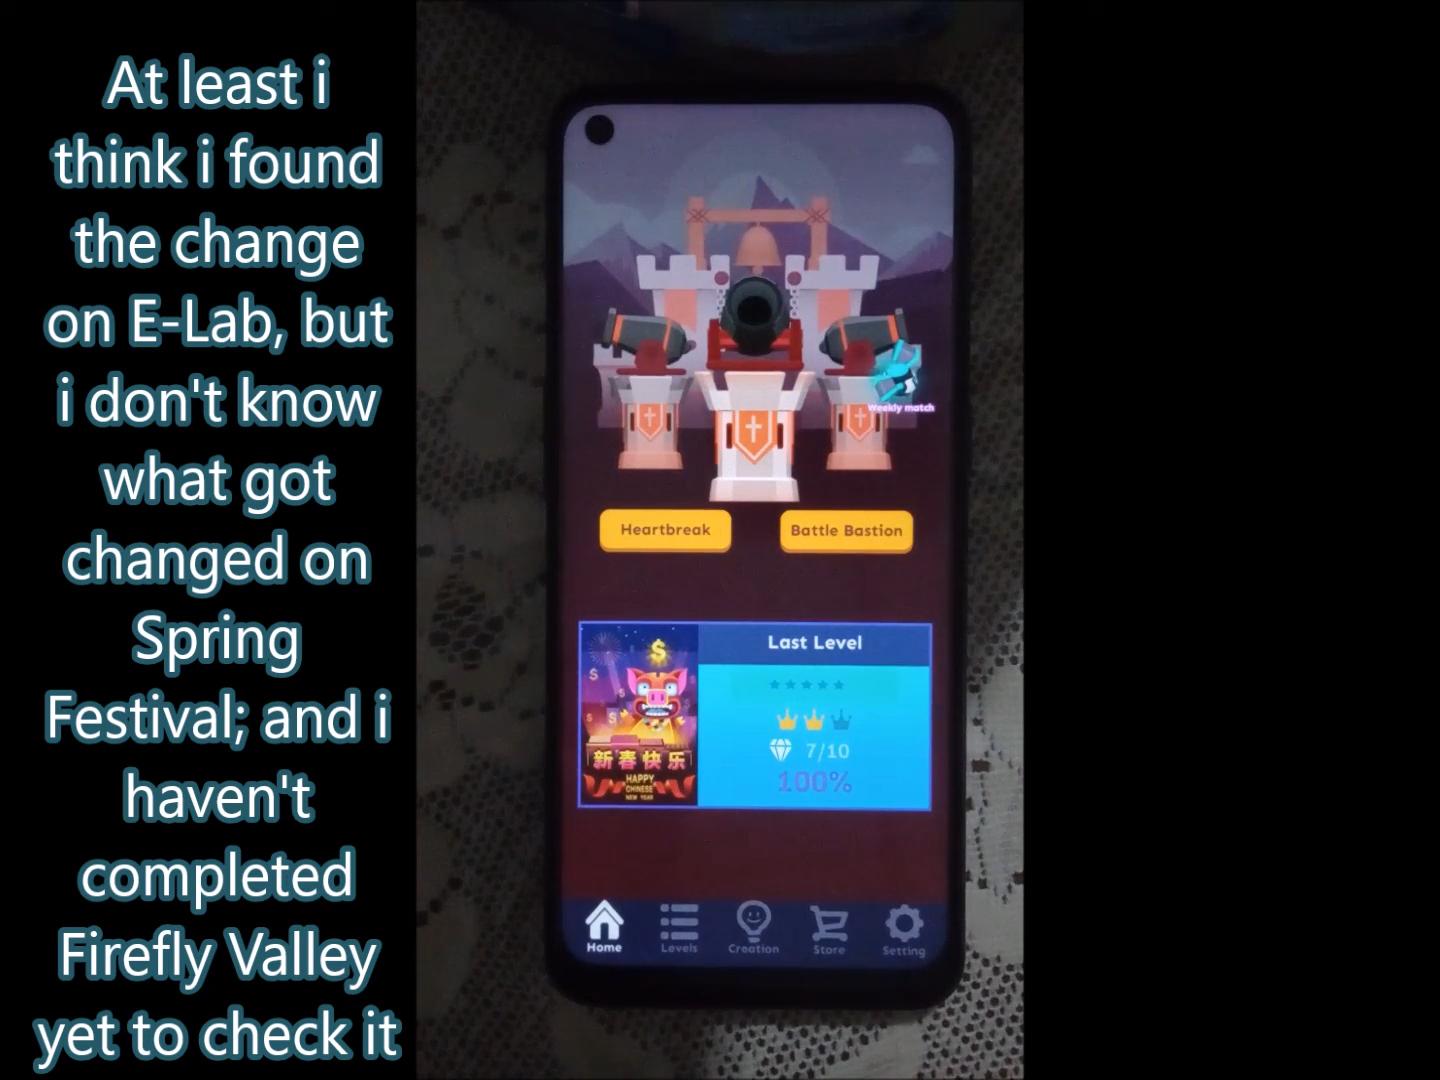 At least i
think i found
the change
on E-Lab, but
i don't know
what got
changed on
Spring
Festival; and i
haven't
completed
Firefly Valley
yet to check it
Weekly match
Heartbreak
Battle Bastion
Last Level
$
$
$
$
$
新春快乐
HAPPY
CHINESE
NEW YEAR
7/10
100%
Home
Levels
Creation
Store
Setting